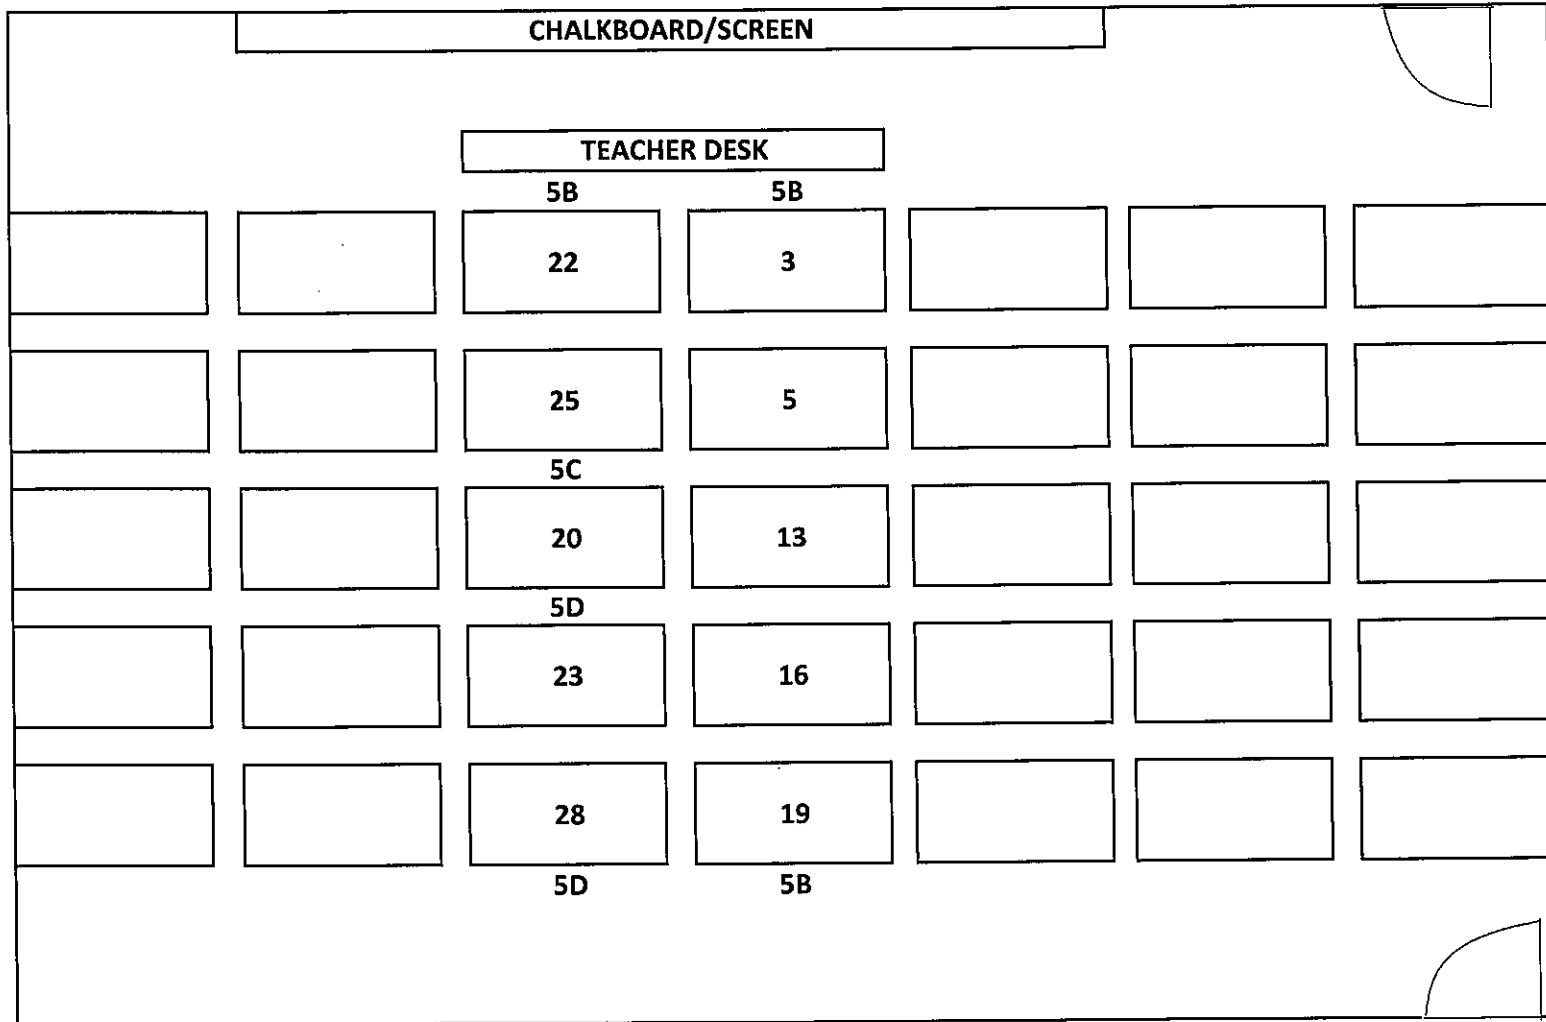 CHALKBOARD/SCREEN
TEACHER DESK
5B 5B
22 3
25 5
5C
20 13
5D
23 16
28 19
5D 5B